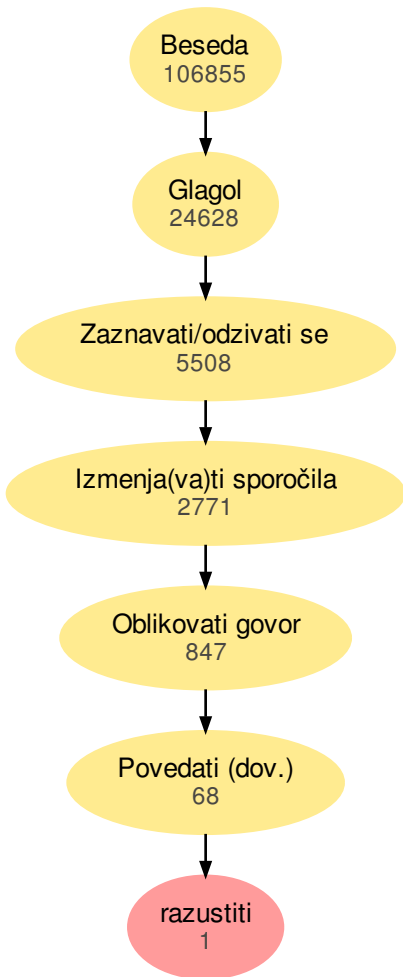 Beseda
106855
Glagol
24628
Zaznavati/odzivati se
5508
Izmenja(va)ti sporočila
2771
Oblikovati govor
847
Povedati (dov.)
68
razustiti
1